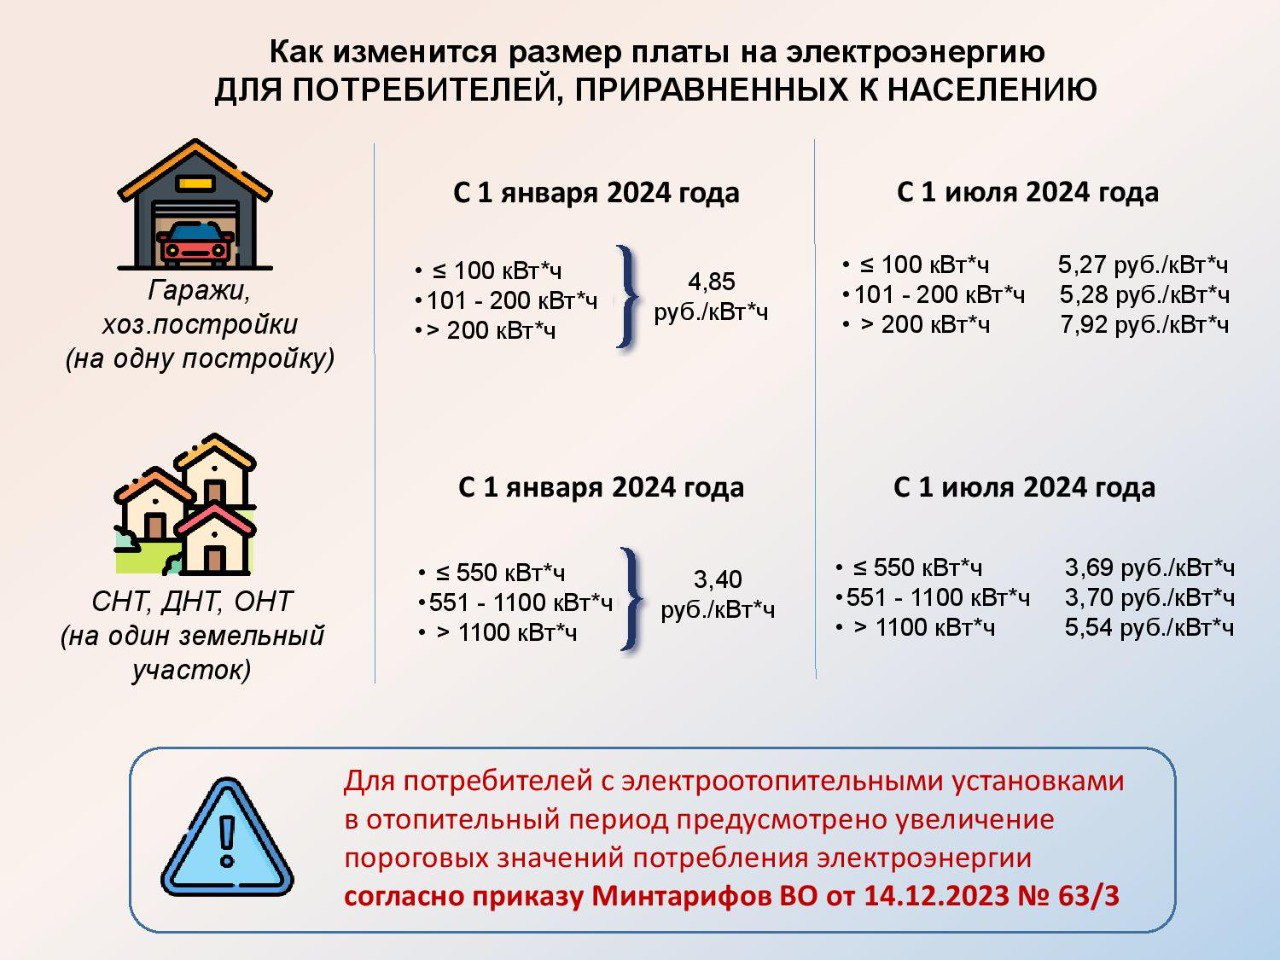 Как изменится размер платы на электроэнергию
ДЛЯ ПОТРЕБИТЕЛЕЙ, ПРИРАВНЕННЫХ К НАСЕЛЕНИЮ
Гаражи,
хоз.постройки
(на одну постройку)
С 1 января 2024 года
• ≤ 100 кВт*ч
•101 - 200 кВт*ч
•> 200 кВт*ч
4,85
руб./кВт*ч
С 1 июля 2024 года
• ≤ 100 кВт*ч 5,27 руб./кВт*ч
•101 - 200 кВт*ч 5,28 руб./кВт*ч
• > 200 кВт*ч 7,92 руб./кВт*ч
СНТ, ДНТ, ОНТ
(на один земельный
участок)
С 1 января 2024 года
• ≤ 550 кВт*ч
•551 - 1100 кВт*ч
• > 1100 кВт*ч
3,40
руб./кВт*ч
С 1 июля 2024 года
• ≤ 550 кВт*ч 3,69 руб./кВт*ч
•551 - 1100 кВт*ч 3,70 руб./кВт*ч
• > 1100 кВт*ч 5,54 руб./кВт*ч
Для потребителей с электроотопительными установками
в отопительный период предусмотрено увеличение
пороговых значений потребления электроэнергии
согласно приказу Минтарифов ВО от 14.12.2023 № 63/3